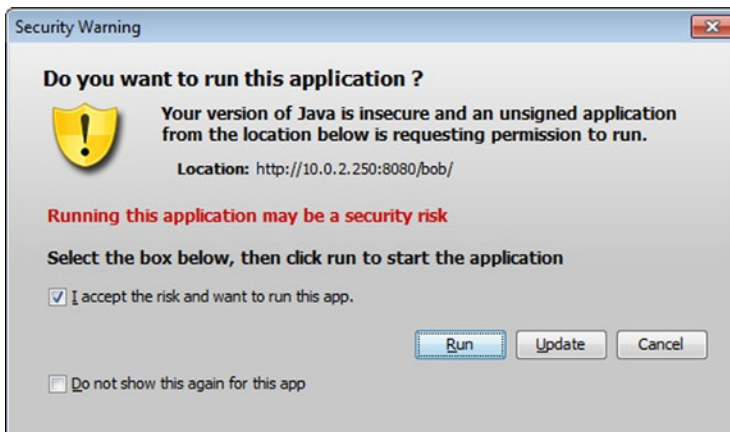 Security Warning
Do you want to run this application ?
Your version of Java is insecure and an unsigned application
from the location below is requesting permission to run.
Location: http://10.0.2.250:8080/bob/
Running this application may be a security risk
Select the box below, then click run to start the application
I accept the risk and want to run this app.
Run Update Cancel
Do not show this again for this app